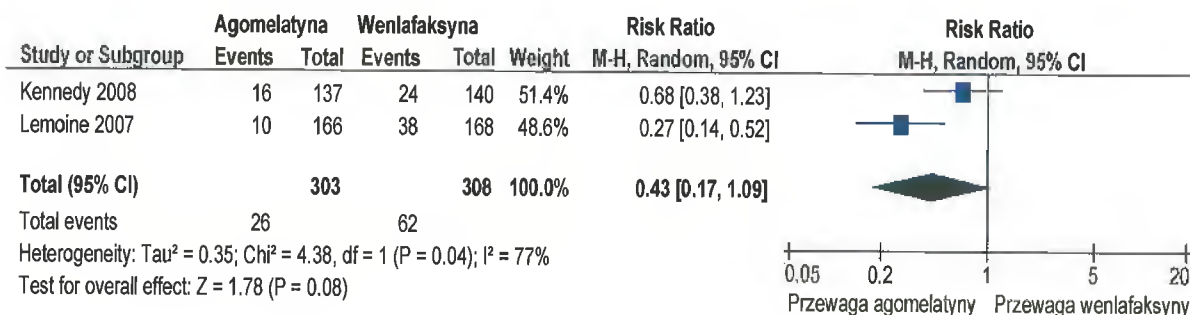 Agomelatyna Wenlafaksyna Risk Ratio Risk Ratio
Study or Subgroup Events Total Events Total Weight M-H, Random, 95% CI M-H, Random, 95% CI
Kennedy 2008 16 137 24 140 51.4% 0.68 [0.38, 1.23]
Lemoine 2007 10 166 38 168 48.6% 0.27 [0.14, 0.52]
Total (95% CI) 303 308 100.0% 0.43 [0.17, 1.09]
Total events 26 62
Heterogeneity: Tau² = 0.35; Chi² = 4.38, df = 1 (P = 0.04); I² = 77%
Test for overall effect: Z = 1.78 (P = 0.08)
0.05 0.2 1 5 20
Przewaga agomelatyny Przewaga wenlafaksyny